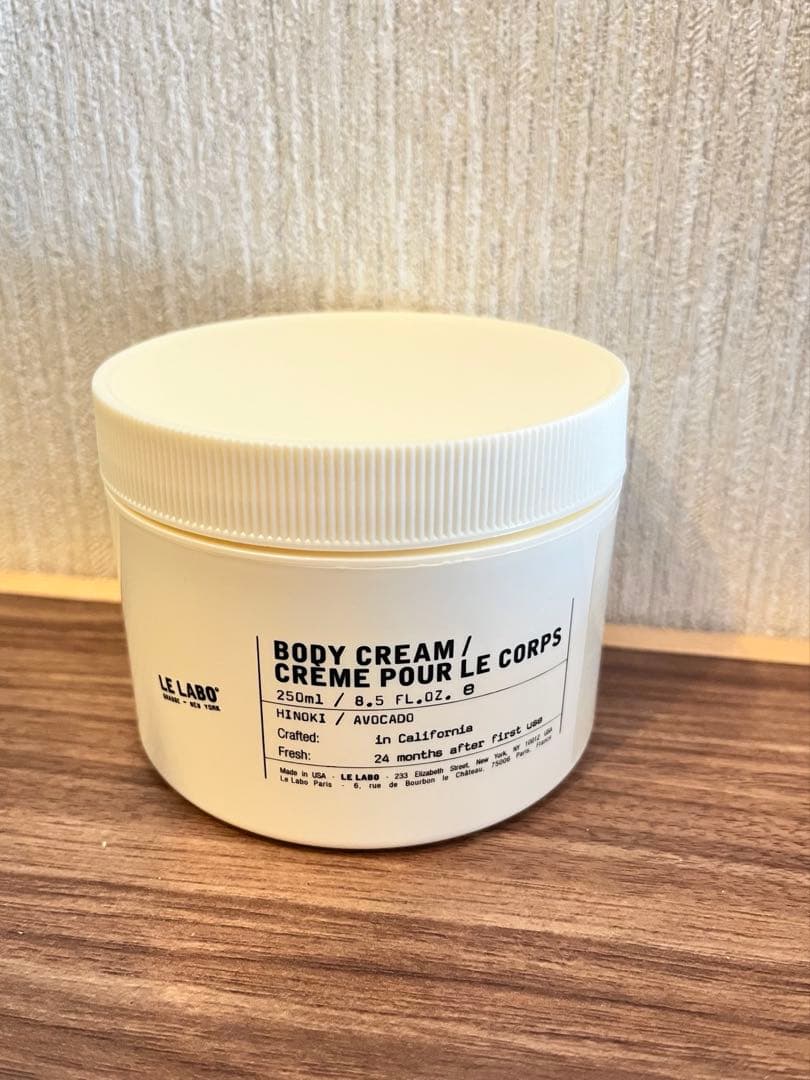 LE LABO®
GRASSE - NEW YORK
BODY CREAM /
CRÈME POUR LE CORPS
250ml / 8.5 FL.OZ. e
HINOKI / AVOCADO
Crafted: in California
Fresh: 24 months after first use
Made in USA · LE LABO · 233 Elizabeth Street, New York, NY 10012 USA
Le Labo Paris - 6, rue de Bourbon le Château, 75006 Paris, France